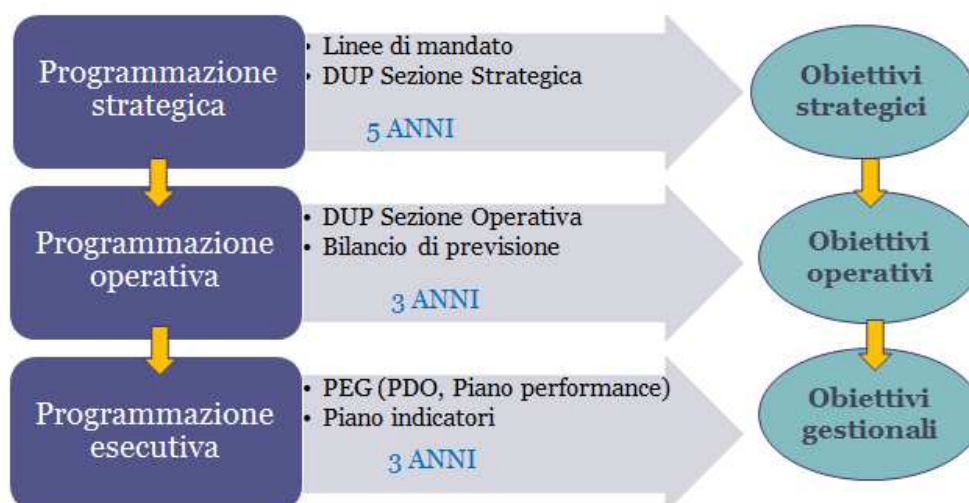 Programmazione
strategica
• Linee di mandato
• DUP Sezione Strategica
5 ANNI
Obiettivi
strategici
Programmazione
operativa
• DUP Sezione Operativa
• Bilancio di previsione
3 ANNI
Obiettivi
operativi
Programmazione
esecutiva
• PEG (PDO, Piano performance)
• Piano indicatori
3 ANNI
Obiettivi
gestionali